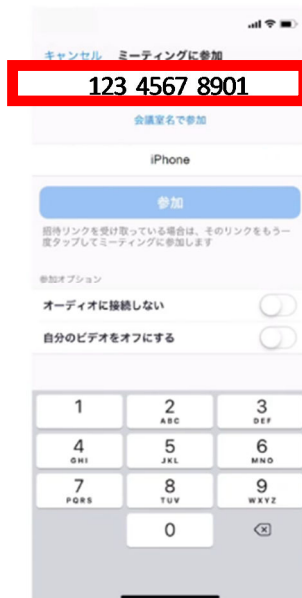 キャンセル ミーティングに参加
123 4567 8901
会議室名で参加
iPhone
参加
招待リンクを受け取っている場合は、そのリンクをもう一
度タップしてミーティングに参加します
参加オプション
オーディオに接続しない
自分のビデオをオフにする
1 2 3
ABC DEF
4 5 6
GHI JKL MNO
7 8 9
PQRS TUV WXYZ
0